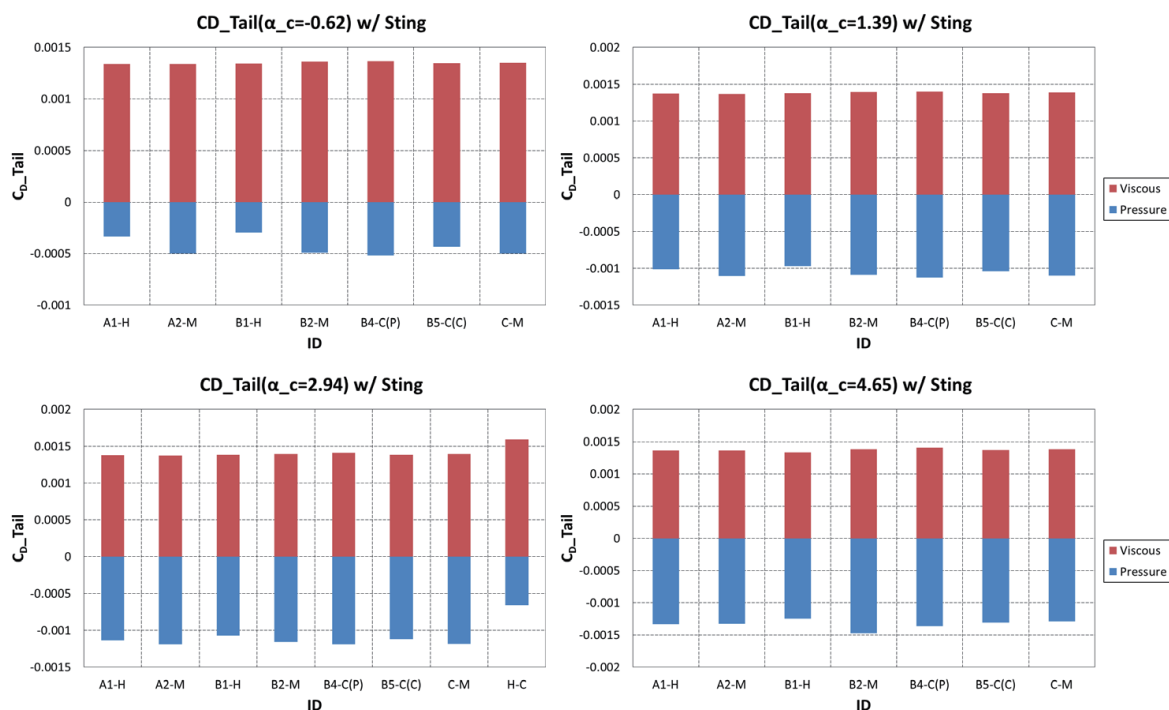 CD_Tail(α_c=-0.62) w/ Sting
0.0015
0.001
0.0005
0
-0.0005
-0.001
C_D_Tail
A1-H A2-M B1-H B2-M B4-C(P) B5-C(C) C-M
ID
CD_Tail(α_c=1.39) w/ Sting
0.002
0.0015
0.001
0.0005
0
-0.0005
-0.001
-0.0015
C_D_Tail
A1-H A2-M B1-H B2-M B4-C(P) B5-C(C) C-M
ID
Viscous
Pressure
CD_Tail(α_c=2.94) w/ Sting
0.002
0.0015
0.001
0.0005
0
-0.0005
-0.001
-0.0015
C_D_Tail
A1-H A2-M B1-H B2-M B4-C(P) B5-C(C) C-M H-C
ID
CD_Tail(α_c=4.65) w/ Sting
0.002
0.0015
0.001
0.0005
0
-0.0005
-0.001
-0.0015
-0.002
C_D_Tail
A1-H A2-M B1-H B2-M B4-C(P) B5-C(C) C-M
ID
Viscous
Pressure